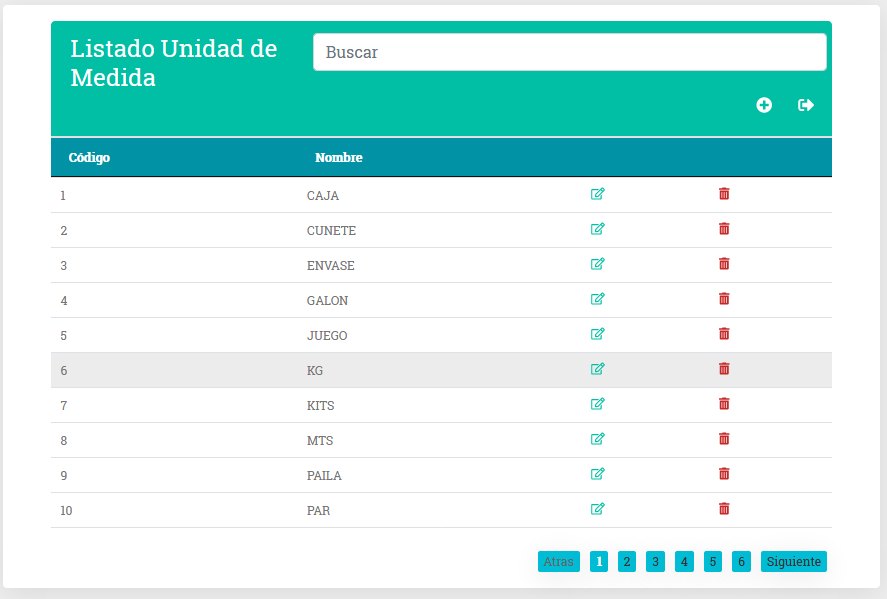 Listado Unidad de
Medida
Buscar
Código Nombre
1 CAJA
2 CUNETE
3 ENVASE
4 GALON
5 JUEGO
6 KG
7 KITS
8 MTS
9 PAILA
10 PAR
Atras 1 2 3 4 5 6 Siguiente